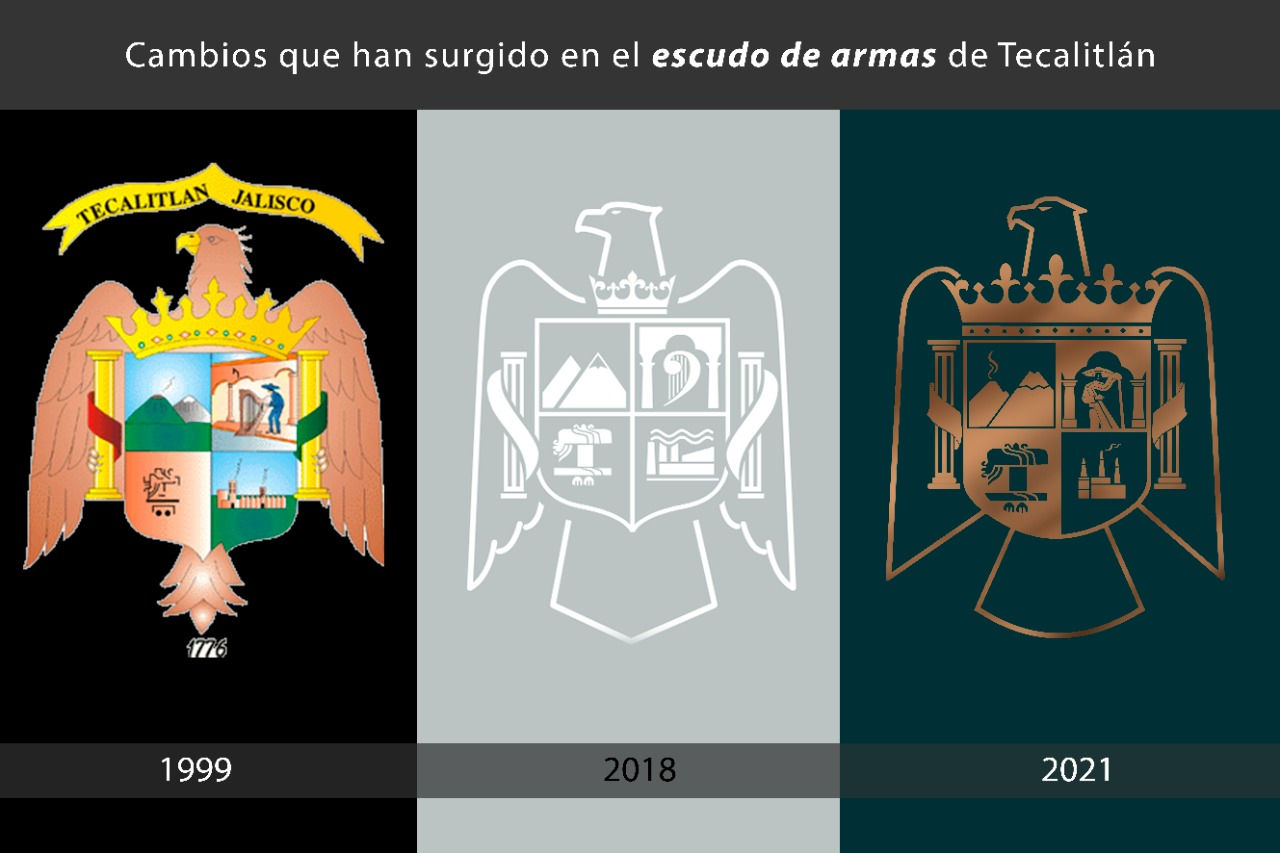 Cambios que han surgido en el escudo de armas de Tecalitlán
TECALITLAN JALISCO
1776
1999
2018
2021